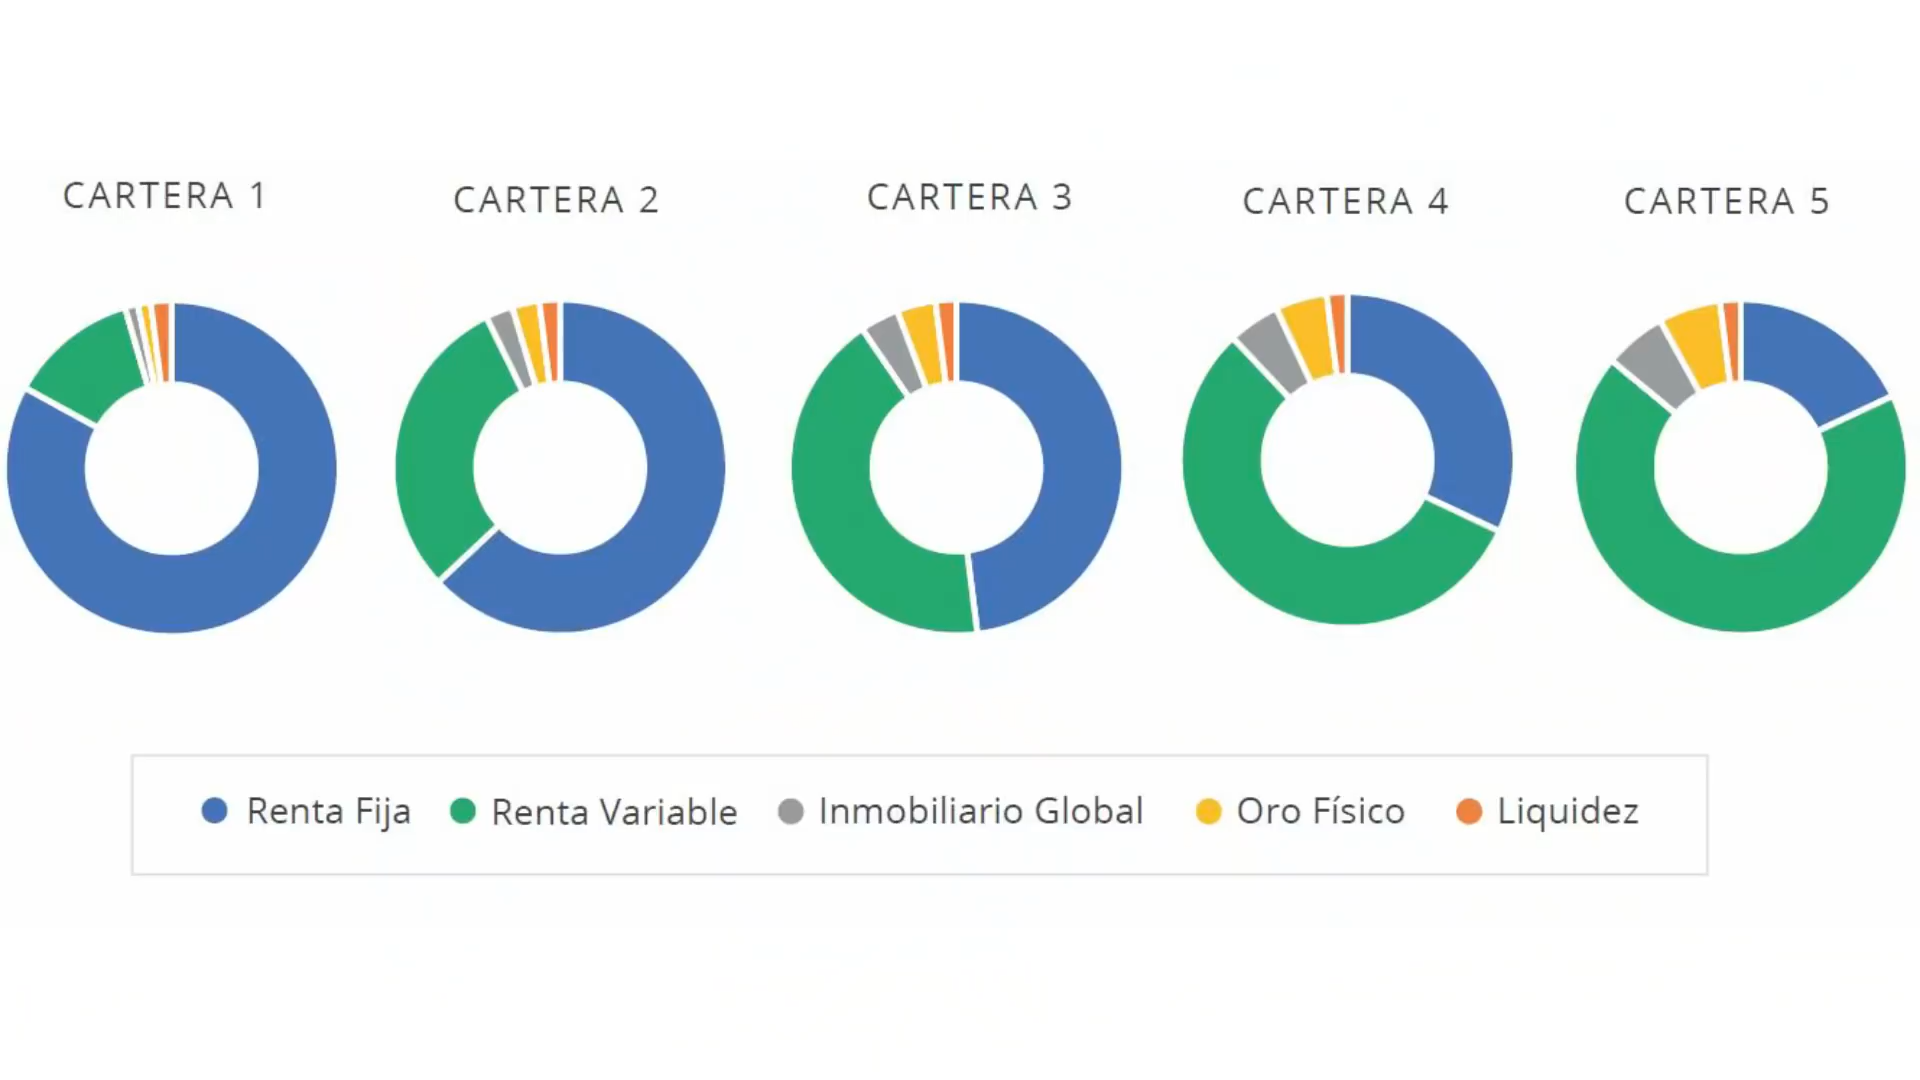 CARTERA 1
CARTERA 2
CARTERA 3
CARTERA 4
CARTERA 5
Renta Fija
Renta Variable
Inmobiliario Global
Oro Físico
Liquidez